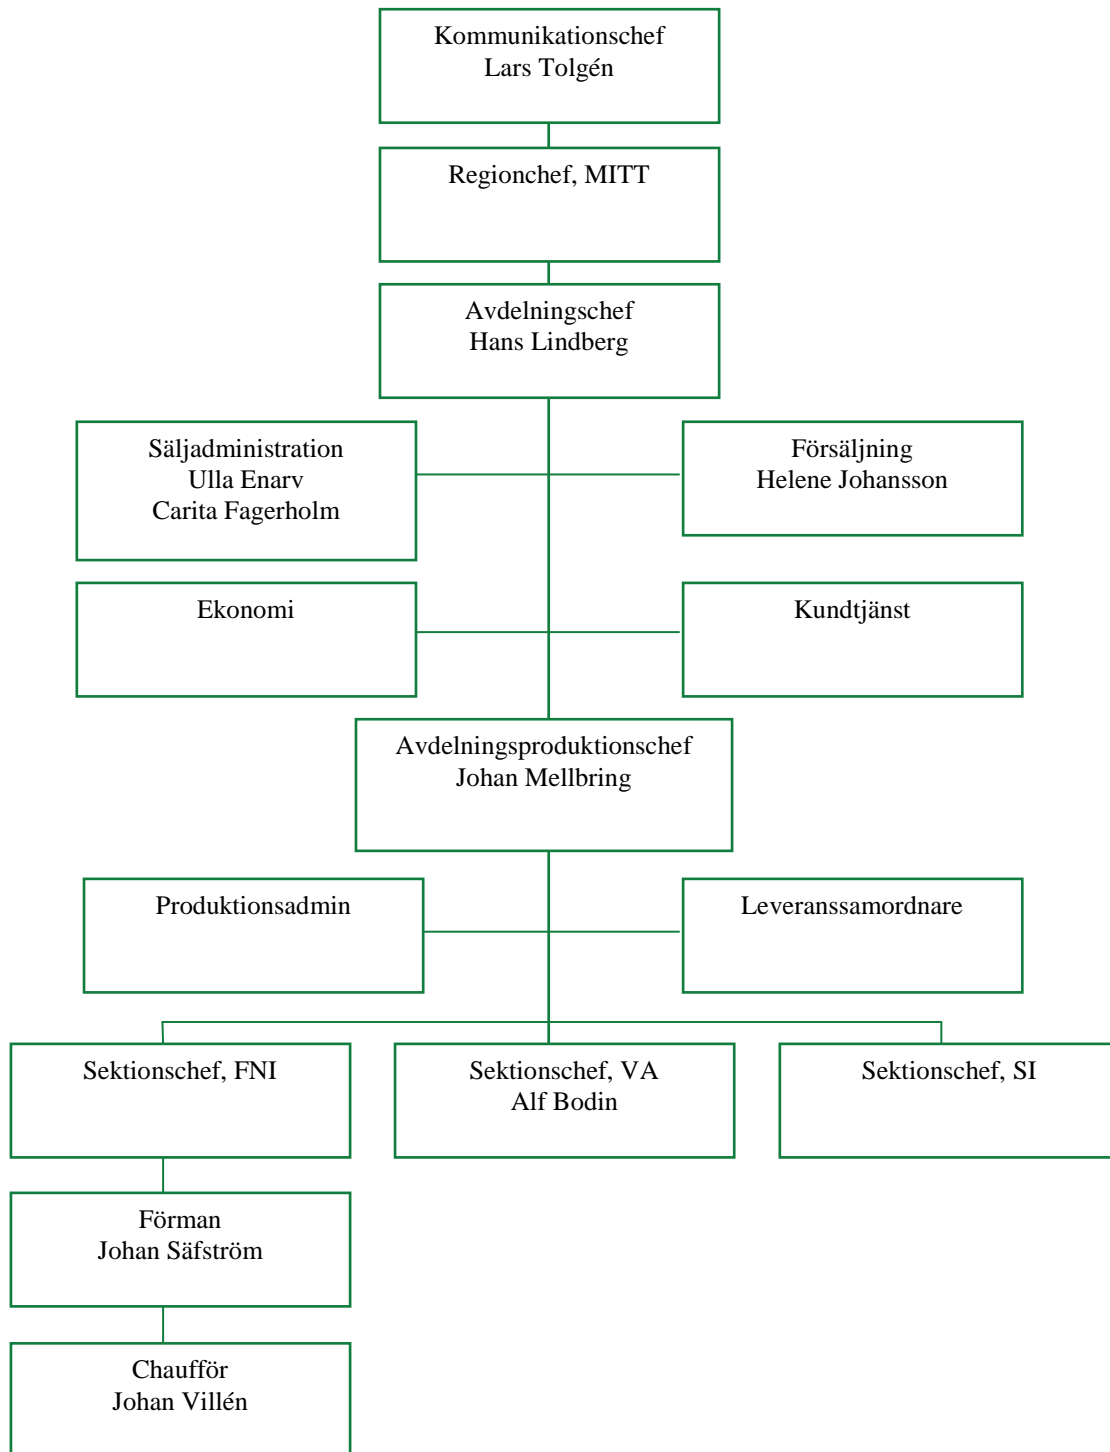 Kommunikationschef
Lars Tolgén
Regionchef, MITT
Avdelningschef
Hans Lindberg
Säljadministration
Ulla Enarv
Carita Fagerholm
Försäljning
Helene Johansson
Ekonomi
Kundtjänst
Avdelningsproduktionschef
Johan Mellbring
Produktionsadmin
Leveranssamordnare
Sektionschef, FNI
Sektionschef, VA
Alf Bodin
Sektionschef, SI
Förman
Johan Säfström
Chaufför
Johan Villén